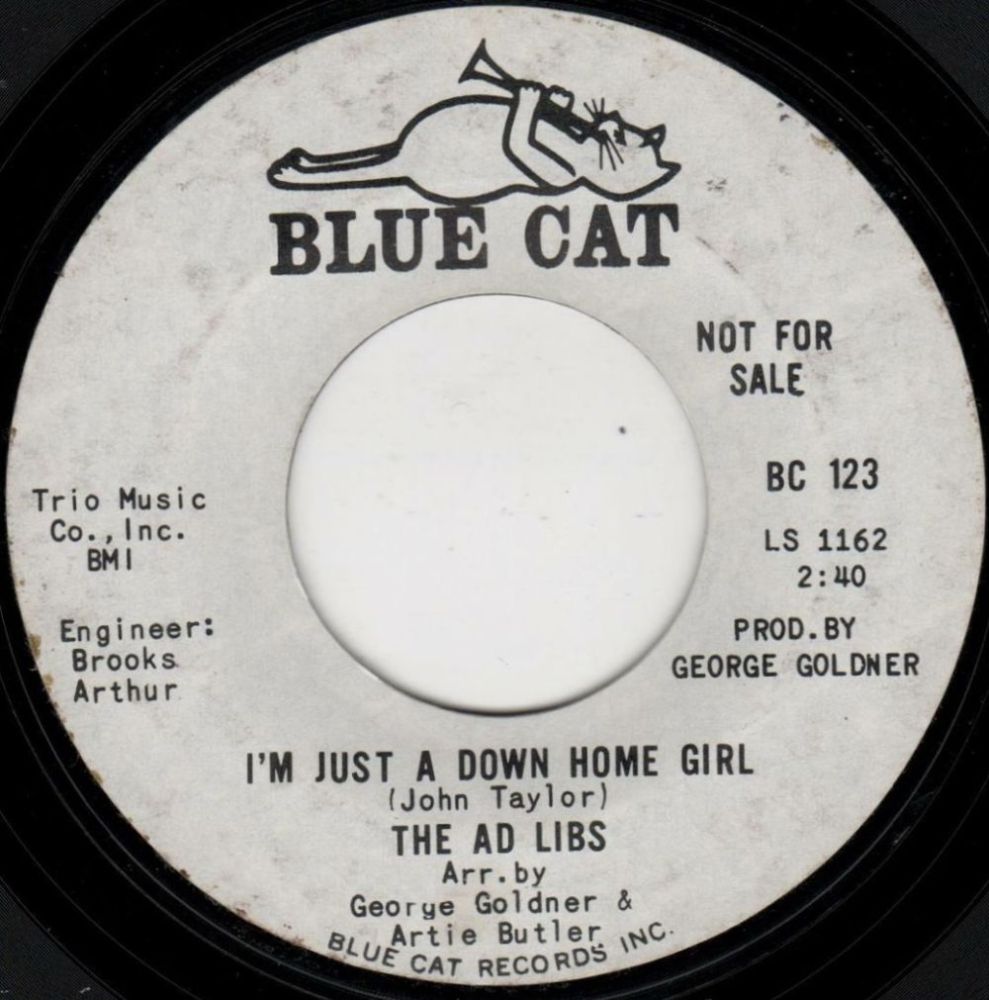 BLUE CAT
NOT FOR
SALE
BC 123
LS 1162
2:40
PROD.BY
GEORGE GOLDNER
Trio Music
Co.,Inc.
BMI
Engineer:
Brooks
Arthur
I'M JUST A DOWN HOME GIRL
(John Taylor)
THE AD LIBS
Arr.by
George Goldner &
Artie Butler
BLUE CAT RECORDS INC.